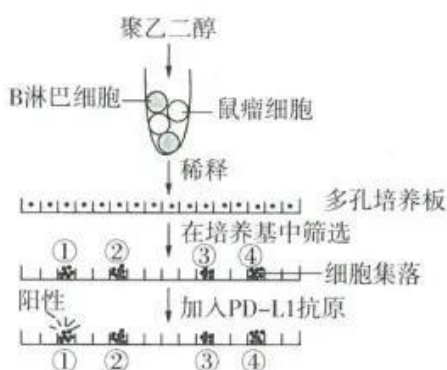 聚乙二醇
B淋巴细胞
鼠瘤细胞
稀释
多孔培养板
在培养基中筛选
① ② ③ ④
细胞集落
阳性
加入PD-L1抗原
① ② ③ ④